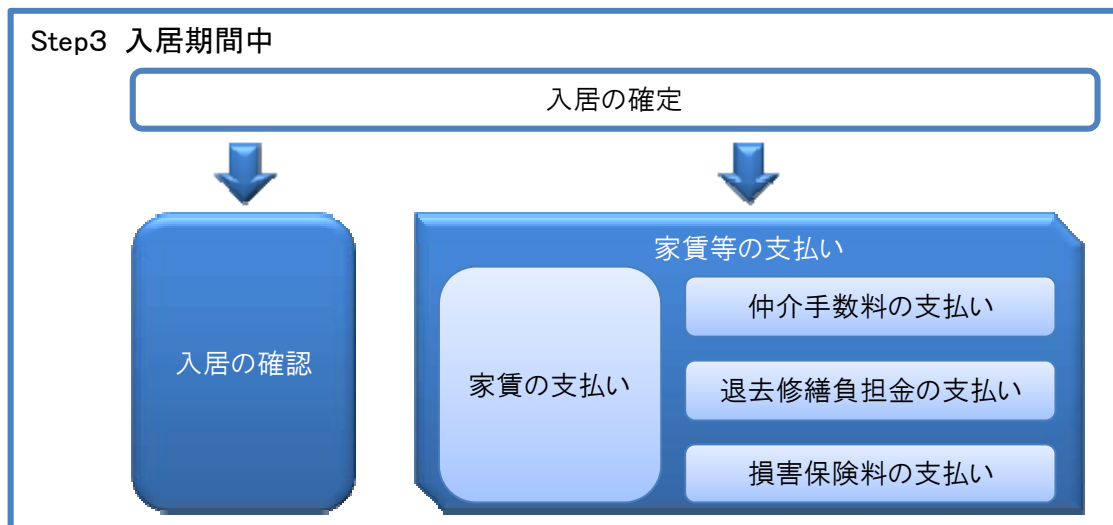 Step3 入居期間中
入居の確定
入居の確認
家賃等の支払い
家賃の支払い
仲介手数料の支払い
退去修繕負担金の支払い
損害保険料の支払い